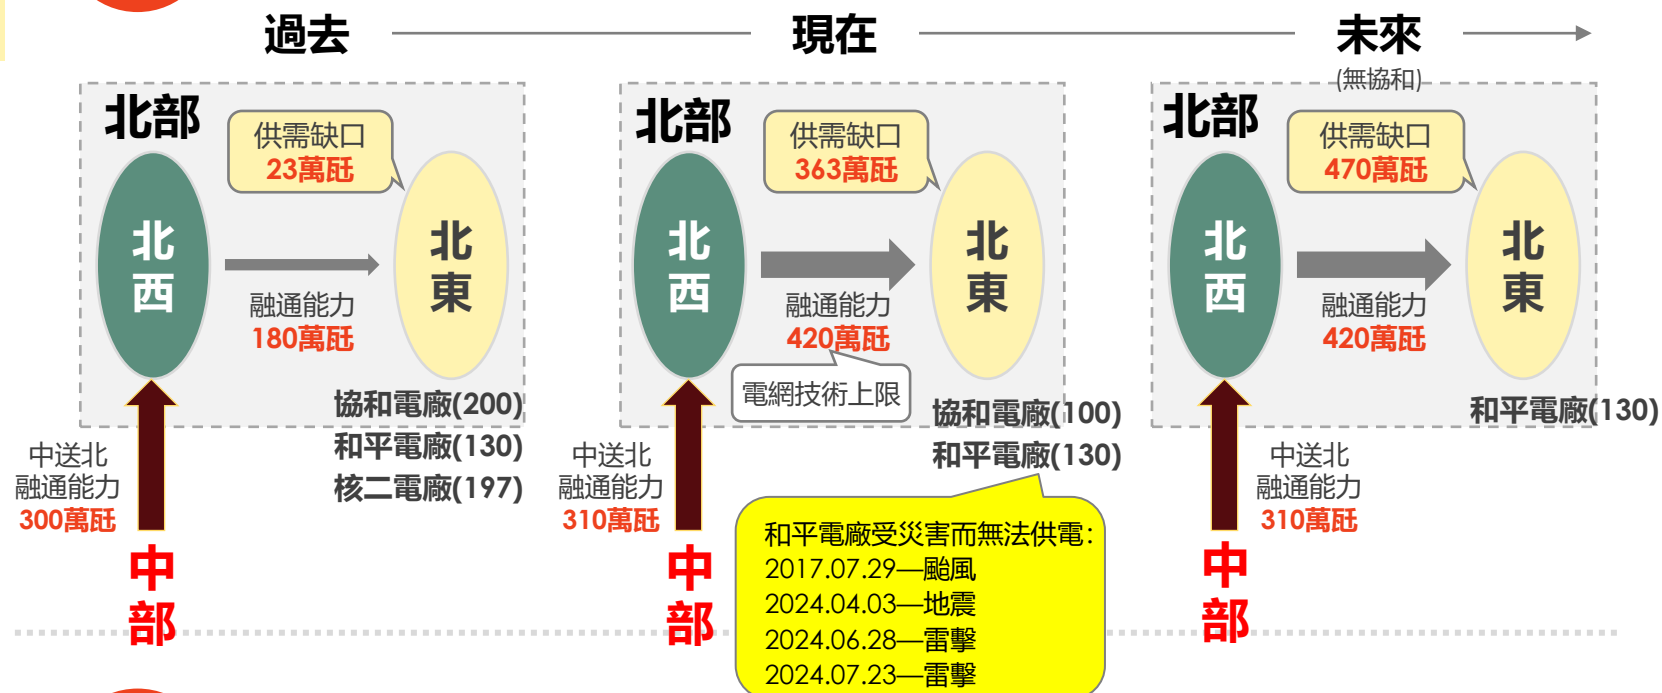 過去
現在
未來
(無協和)
北部
供需缺口
23萬瓩
北
西
北
東
融通能力
180萬瓩
協和電廠(200)
和平電廠(130)
核二電廠(197)
中送北
融通能力
300萬瓩
中
部
北部
供需缺口
363萬瓩
北
西
北
東
融通能力
420萬瓩
電網技術上限
協和電廠(100)
和平電廠(130)
中送北
融通能力
310萬瓩
中
部
和平電廠受災害而無法供電：
2017.07.29—颱風
2024.04.03—地震
2024.06.28—雷擊
2024.07.23—雷擊
北部
供需缺口
470萬瓩
北
西
北
東
融通能力
420萬瓩
和平電廠(130)
中送北
融通能力
310萬瓩
中
部